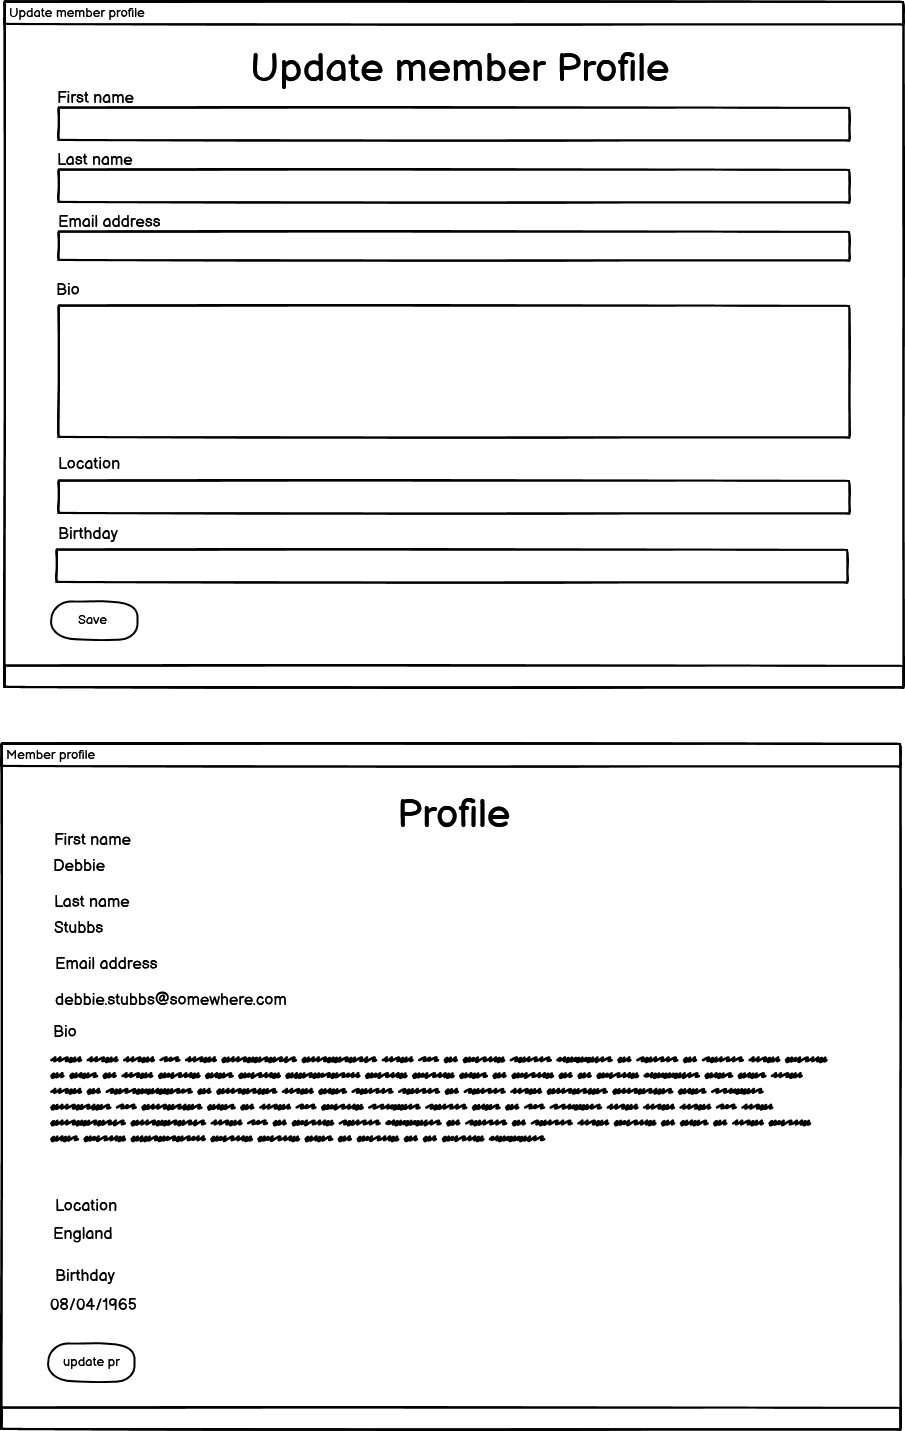 Update member profile
Update member Profile
First name
Last name
Email address
Bio
Location
Birthday
Save
Member profile
Profile
First name
Debbie
Last name
Stubbs
Email address
debbie.stubbs@somewhere.com
Bio
Location
England
Birthday
08/04/1965
update pr